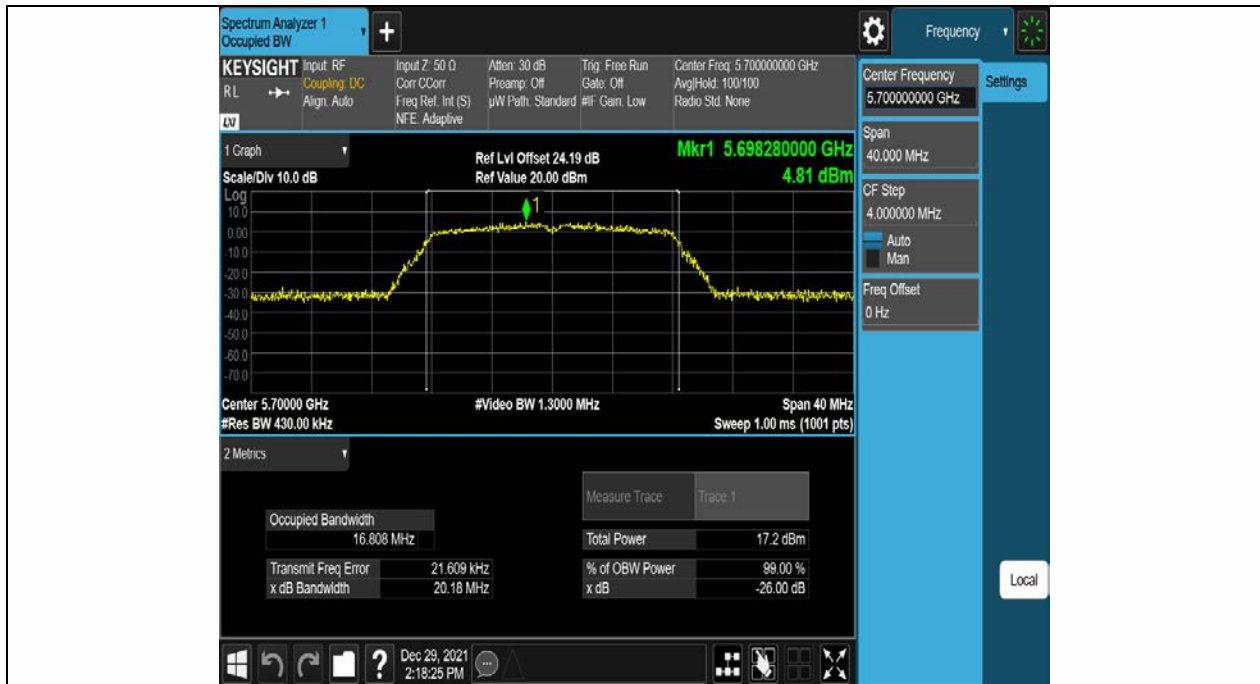 Spectrum Analyzer 1
Occupied BW
+
Frequency
KEYSIGHT
RL
LXI
Input: RF
Coupling: DC
Align: Auto
Input Z: 50 Ω
Corr CCorr
Freq Ref: Int (S)
NFE: Adaptive
Atten: 30 dB
Preamp: Off
µW Path: Standard
Trig: Free Run
Gate: Off
#IF Gain: Low
Center Freq: 5.700000000 GHz
Avg|Hold: 100/100
Radio Std: None
Center Frequency
5.700000000 GHz
Settings
Span
40.000 MHz
CF Step
4.000000 MHz
Auto
Man
Freq Offset
0 Hz
Local
1 Graph
Scale/Div 10.0 dB
Ref Lvl Offset 24.19 dB
Ref Value 20.00 dBm
Mkr1 5.698280000 GHz
4.81 dBm
Log
10.0
0.00
-10.0
-20.0
-30.0
-40.0
-50.0
-60.0
-70.0
1
Center 5.70000 GHz
#Video BW 1.3000 MHz
Span 40 MHz
#Res BW 430.00 kHz
Sweep 1.00 ms (1001 pts)
2 Metrics
Measure Trace
Trace 1
Occupied Bandwidth
16.808 MHz
Total Power
17.2 dBm
Transmit Freq Error
21.609 kHz
% of OBW Power
99.00 %
x dB Bandwidth
20.18 MHz
x dB
-26.00 dB
?
Dec 29, 2021
2:18:25 PM